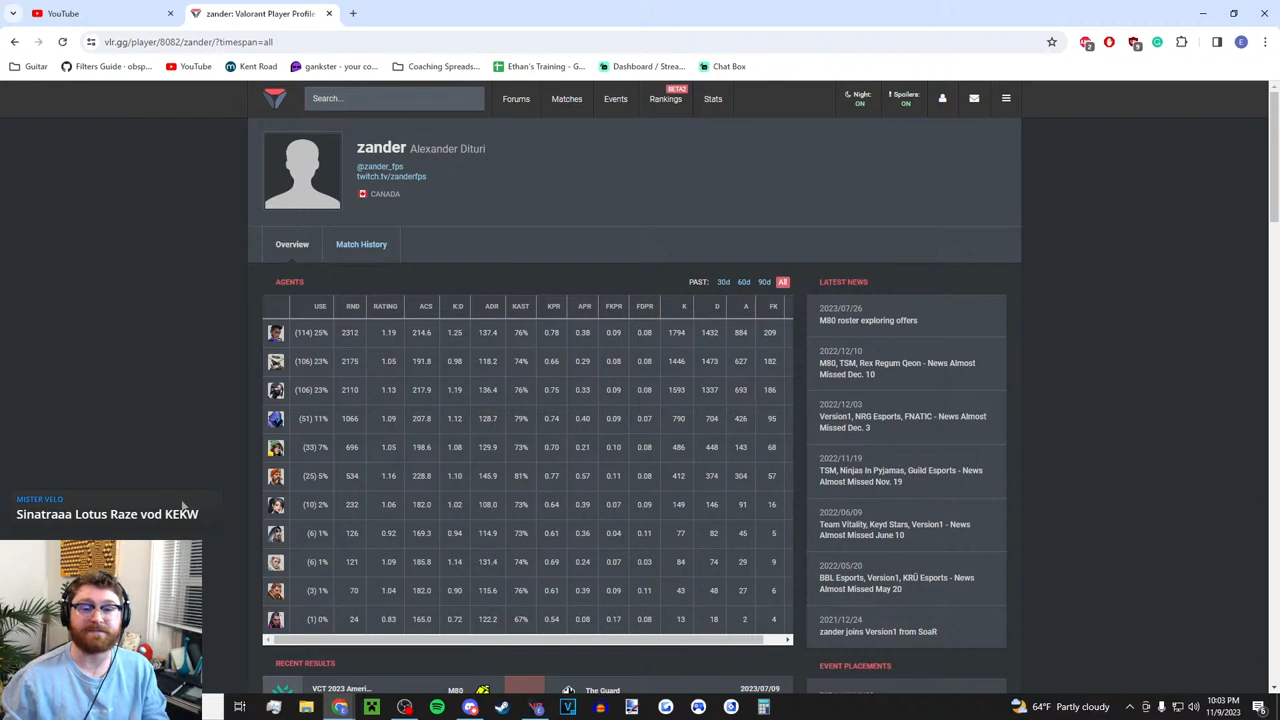 YouTube
zander: Valorant Player Profile
vlr.gg/player/8082/zander/?timespan=all
Guitar
Filters Guide - obsp...
YouTube
Kent Road
gankster - your co...
Coaching Spreads...
Ethan's Training - G...
Dashboard / Strea...
Chat Box
Search...
Forums
Matches
Events
Rankings
BETA2
Stats
Night:
ON
Spoilers:
ON
zander Alexander Dituri
@zander_fps
twitch.tv/zanderfps
CANADA
Overview
Match History
AGENTS
PAST: 30d 60d 90d All
USE RND RATING ACS K:D ADR KAST KPR APR FKPR FDPR K D A FK
(114) 25% 2312 1.19 214.6 1.25 137.4 76% 0.78 0.38 0.09 0.08 1794 1432 884 209
(106) 23% 2175 1.05 191.8 0.98 118.2 74% 0.66 0.29 0.08 0.08 1446 1473 627 182
(106) 23% 2110 1.13 217.9 1.19 136.4 76% 0.75 0.33 0.09 0.08 1593 1337 693 186
(51) 11% 1066 1.09 207.8 1.12 128.7 79% 0.74 0.40 0.09 0.07 790 704 426 95
(33) 7% 696 1.05 198.6 1.08 129.9 73% 0.70 0.21 0.10 0.08 486 448 143 68
(25) 5% 534 1.16 228.8 1.10 145.9 81% 0.77 0.57 0.11 0.08 412 374 304 57
(10) 2% 232 1.06 182.0 1.02 108.0 73% 0.64 0.39 0.07 0.06 149 146 91 16
(6) 1% 126 0.92 169.3 0.94 114.9 73% 0.61 0.36 0.04 0.11 77 82 45 5
(6) 1% 121 1.09 185.8 1.14 131.4 76% 0.69 0.24 0.07 0.03 84 74 29 9
(3) 1% 70 1.04 182.0 0.90 115.6 76% 0.61 0.39 0.09 0.11 43 48 27 6
(1) 0% 24 0.83 165.0 0.72 122.2 67% 0.54 0.08 0.17 0.08 13 18 2 4
LATEST NEWS
2023/07/26
M80 roster exploring offers
2022/12/10
M80, TSM, Rex Regum Qeon - News Almost
Missed Dec. 10
2022/12/03
Version1, NRG Esports, FNATIC - News Almost
Missed Dec. 3
2022/11/19
TSM, Ninjas In Pyjamas, Guild Esports - News
Almost Missed Nov. 19
2022/06/09
Team Vitality, Keyd Stars, Version1 - News
Almost Missed June 10
2022/05/20
BBL Esports, Version1, KRÜ Esports - News
Almost Missed May 20
2021/12/24
zander joins Version1 from SoaR
EVENT PLACEMENTS
RECENT RESULTS
VCT 2023 Ameri...
M80
The Guard
2023/07/09
MISTER VELO
Sinatraaa Lotus Raze vod KEKW
64°F Partly cloudy
10:03 PM
11/9/2023